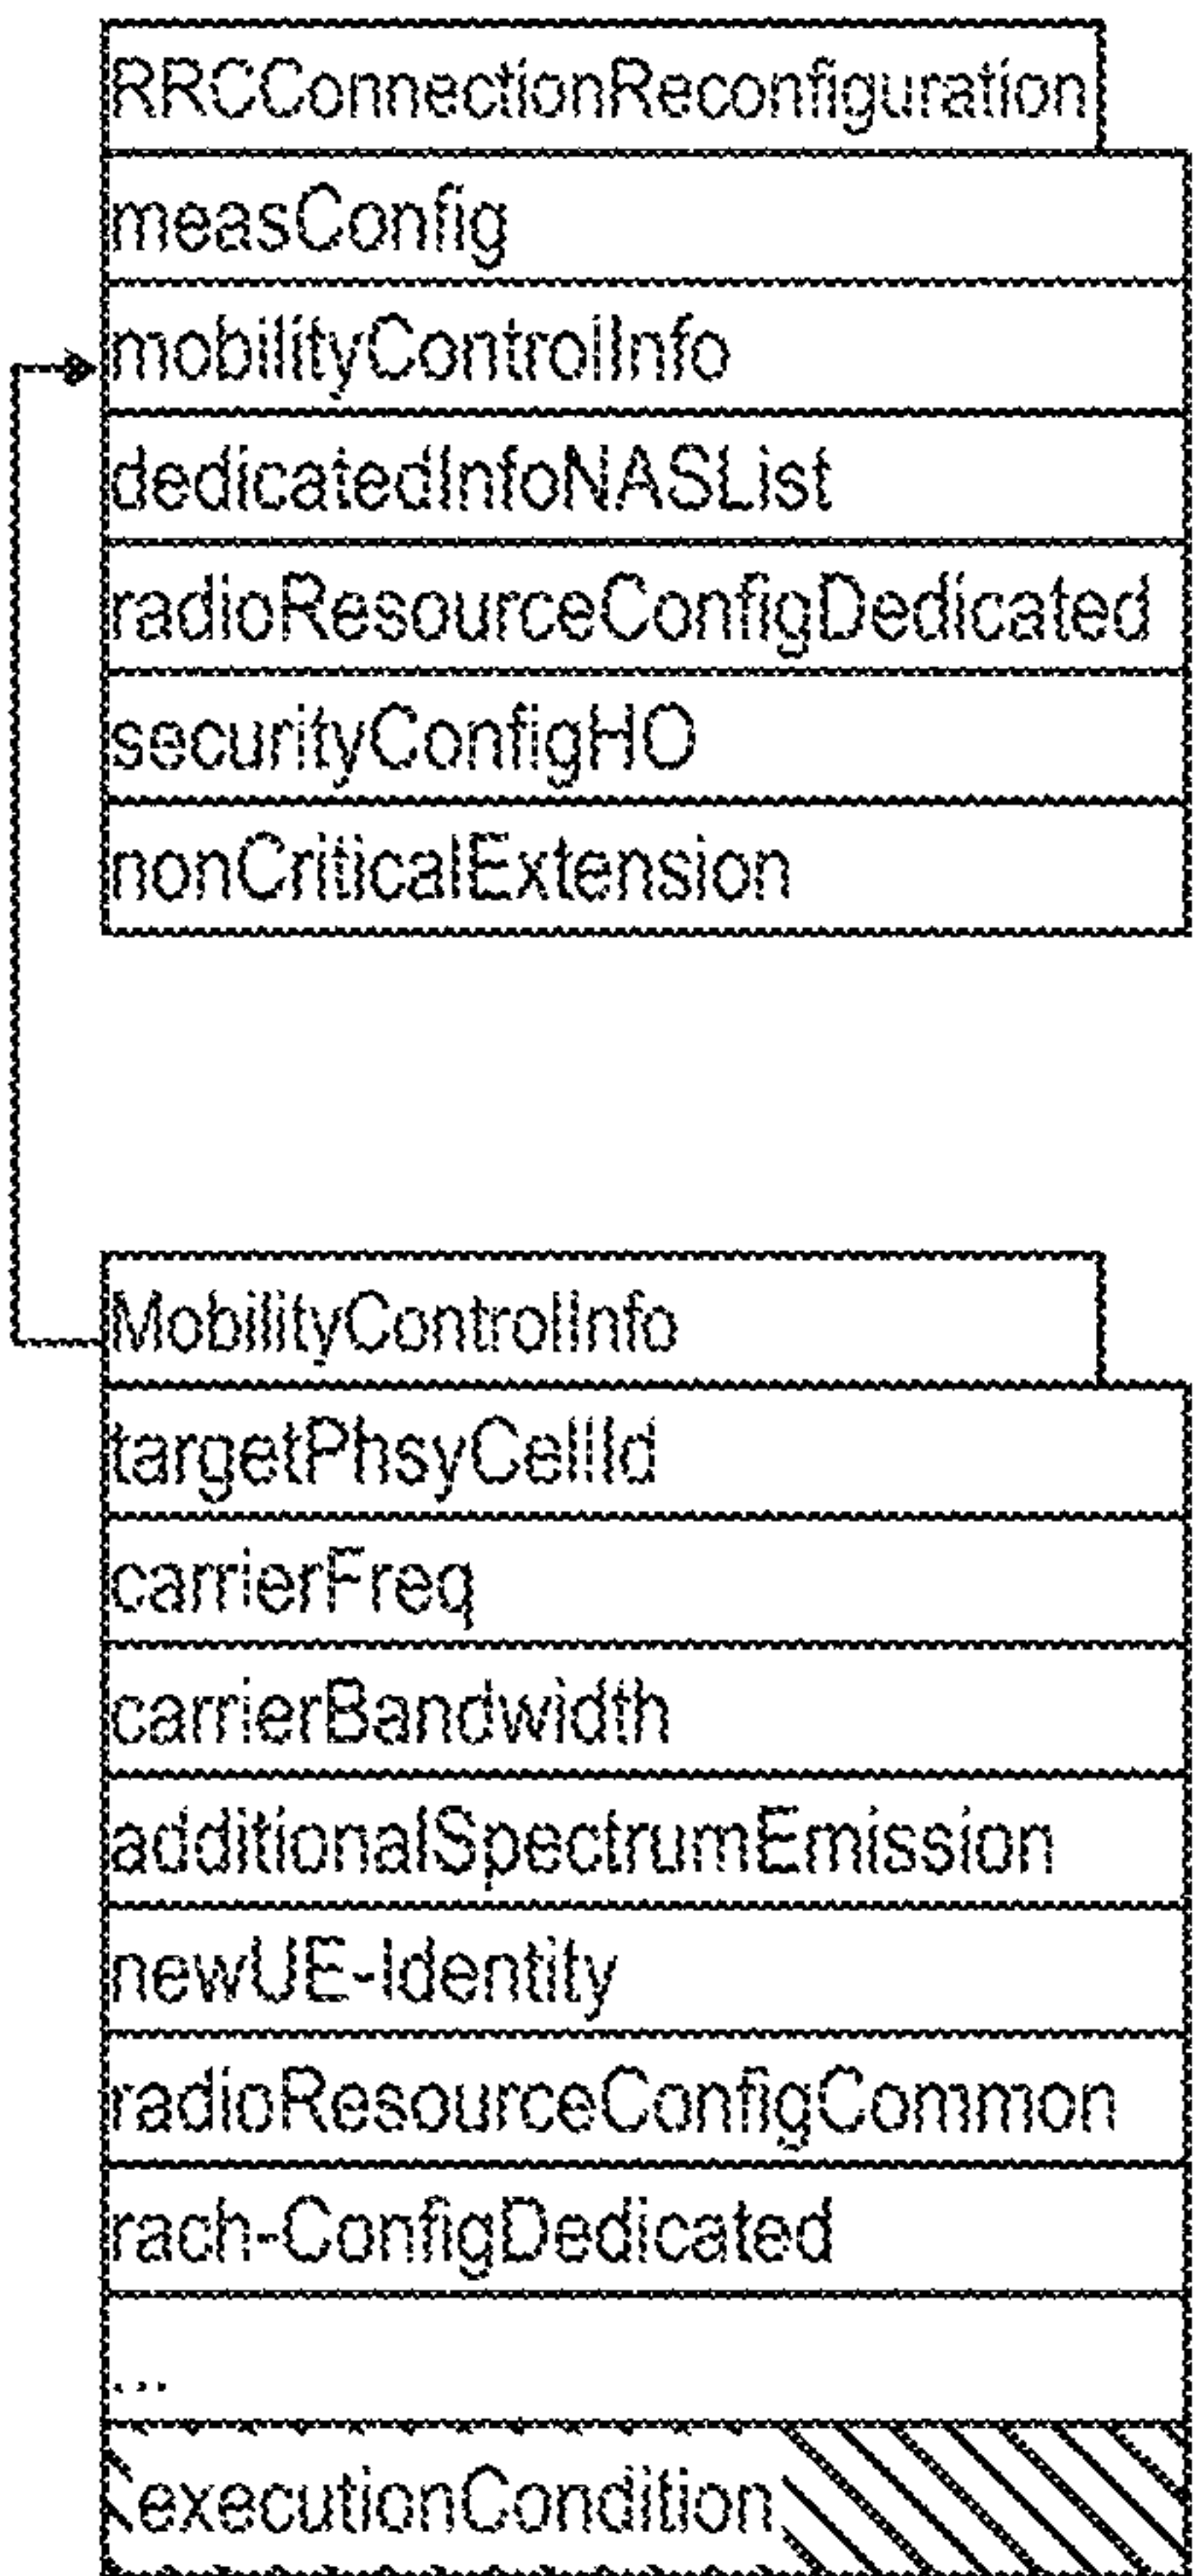 RRCConnectionReconfiguration
measConfig
mobilityControlInfo
dedicatedInfoNASList
radioResourceConfigDedicated
securityConfigHO
nonCriticalExtension
MobilityControlInfo
targetPhsyCellId
carrierFreq
carrierBandwidth
additionalSpectrumEmission
newUE-Identity
radioResourceConfigCommon
rach-ConfigDedicated
...
executionCondition